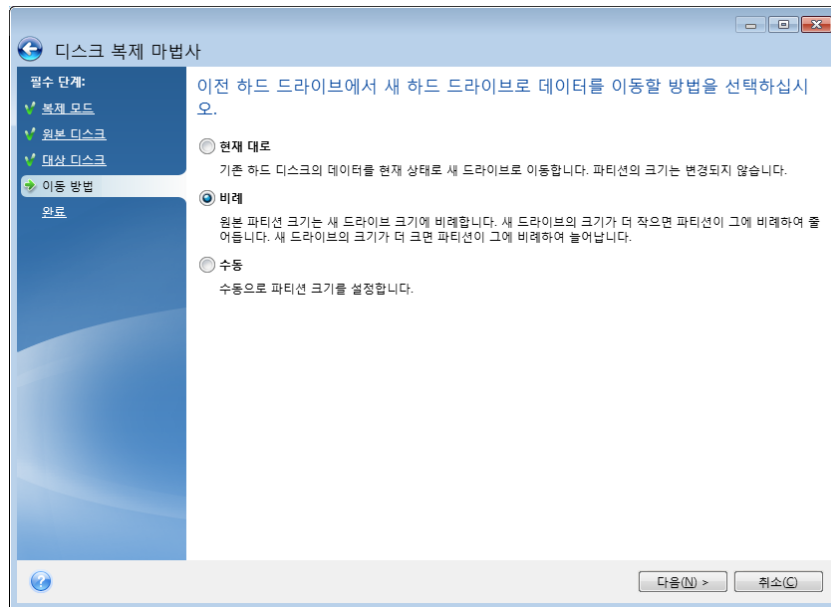 디스크 복제 마법사
필수 단계:
복제 모드
원본 디스크
대상 디스크
이동 방법
완료
이전 하드 드라이브에서 새 하드 드라이브로 데이터를 이동할 방법을 선택하십시
오.
현재 대로
기존 하드 디스크의 데이터를 현재 상태로 새 드라이브로 이동합니다. 파티션의 크기는 변경되지 않습니다.
비례
원본 파티션 크기는 새 드라이브 크기에 비례합니다. 새 드라이브의 크기가 더 작으면 파티션이 그에 비례하여 줄
어듭니다. 새 드라이브의 크기가 더 크면 파티션이 그에 비례하여 늘어납니다.
수동
수동으로 파티션 크기를 설정합니다.
다음(N) >
취소(C)